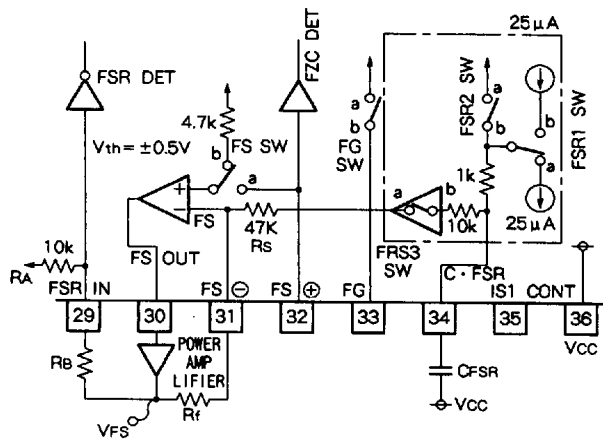 25μA
25μA
FSR DET
FZC DET
4.7k
FS SW
Vth= ±0.5V
b
a
+
−
FS
FG
SW
a
b
FSR2 SW
a
b
b
a
FSR1 SW
1k
25μA
47K
RS
a
b
10k
FRS3
SW
10k
RA
FSR IN
FS OUT
FS ⊖
FS ⊕
FG
C・FSR
IS1 CONT
29
30
31
32
33
34
35
36
RB
POWER
AMP
LIFIER
Rf
VFS
CFSR
VCC
VCC